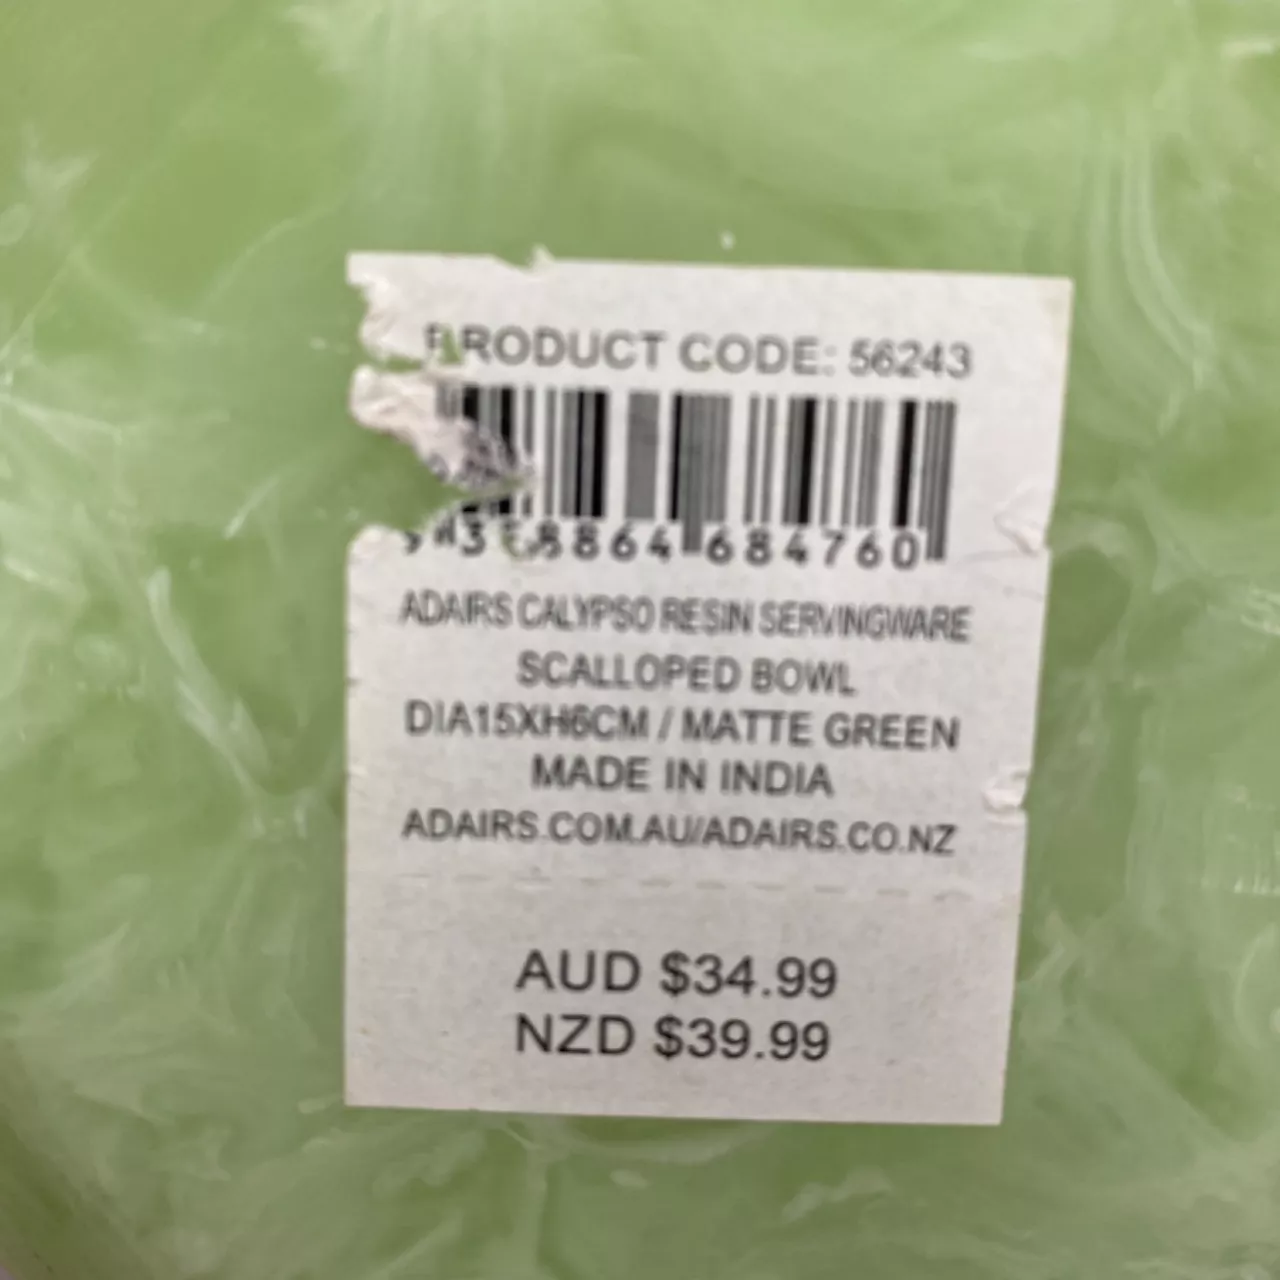 PRODUCT CODE: 56243
684760
ADAIRS CALYPSO RESIN SERVINGWARE
SCALLOPED BOWL
DIA15XH6CM / MATTE GREEN
MADE IN INDIA
ADAIRS.COM.AU/ADAIRS.CO.NZ
AUD $34.99
NZD $39.99